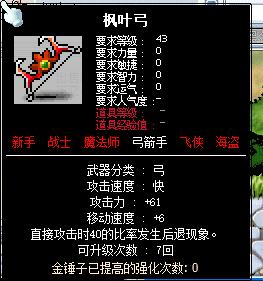 枫叶弓
要求等级： 43
要求力量： 0
要求敏捷： 0
要求智力： 0
要求运气： 0
要求人气度： -
道具等级： -
道具经验值： -
新手 战士 魔法师 弓箭手 飞侠 海盗
武器分类： 弓
攻击速度： 快
攻击力： +61
移动速度： +6
直接攻击时40的比率发生后退现象。
可升级次数： 7回
金锤子已提高的强化次数: 0